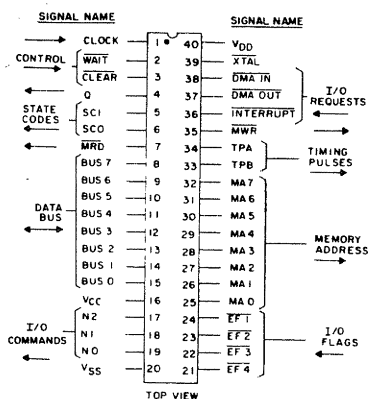 SIGNAL NAME SIGNAL NAME
CLOCK 1 40 VDD
WAIT 2 39 XTAL
CONTROL
CLEAR 3 38 DMA IN
Q 4 37 DMA OUT I/O
STATE SC1 5 36 INTERRUPT REQUESTS
CODES SC0 6 35 MWR
MRD 7 34 TPA TIMING
BUS 7 8 33 TPB PULSES
BUS 6 9 32 MA 7
BUS 5 10 31 MA 6
DATA BUS 4 11 30 MA 5
BUS BUS 3 12 29 MA 4
BUS 2 13 28 MA 3 MEMORY
BUS 1 14 27 MA 2 ADDRESS
BUS 0 15 26 MA 1
VCC 16 25 MA 0
N2 17 24 EF 1
I/O N1 18 23 EF 2 I/O
COMMANDS N0 19 22 EF 3 FLAGS
VSS 20 21 EF 4
TOP VIEW